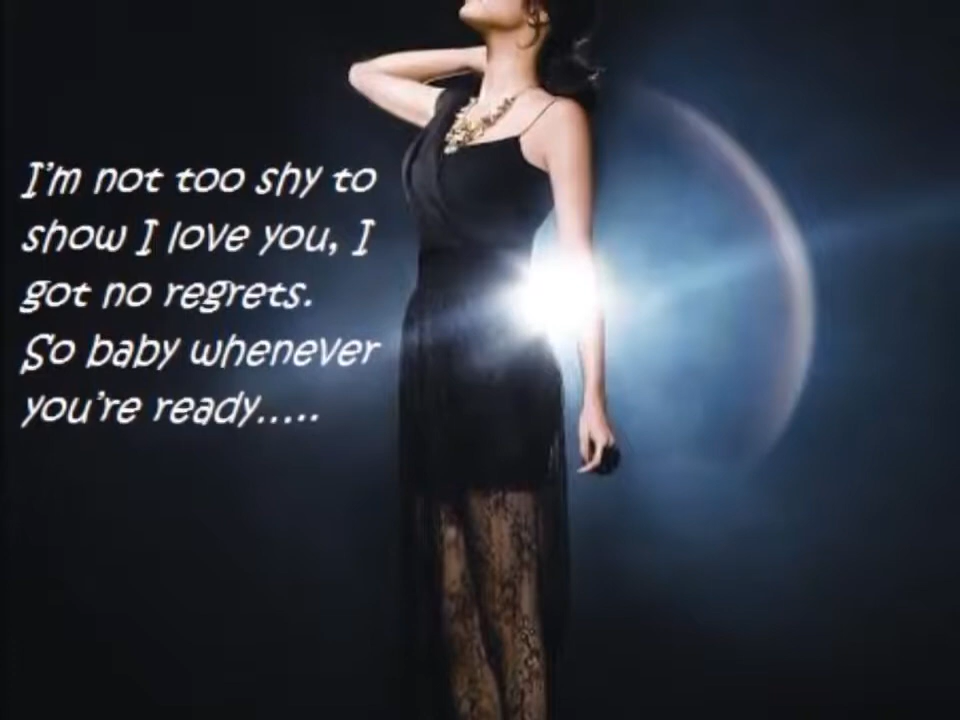 I'm not too shy to
show I love you, I
got no regrets.
So baby whenever
you're ready.....